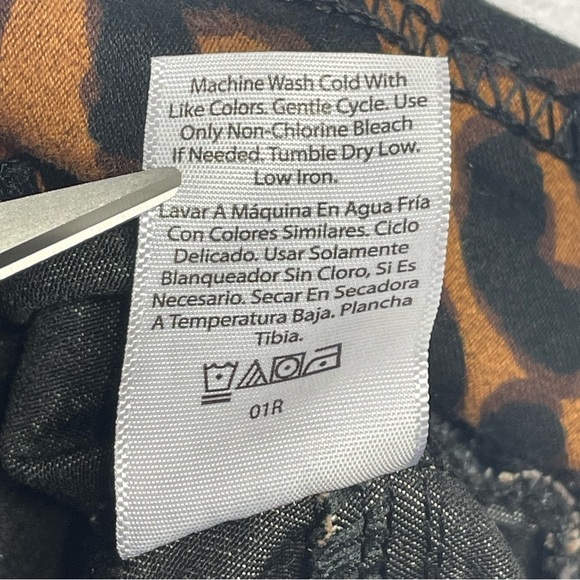 Machine Wash Cold With
Like Colors. Gentle Cycle. Use
Only Non-Chlorine Bleach
If Needed. Tumble Dry Low.
Low Iron.
Lavar A Máquina En Agua Fría
Con Colores Similares. Ciclo
Delicado. Usar Solamente
Blanqueador Sin Cloro, Si Es
Necesario. Secar En Secadora
A Temperatura Baja. Plancha
Tibia.
01R